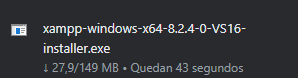 xampp-windows-x64-8.2.4-0-VS16-
installer.exe
↓ 27,9/149 MB • Quedan 43 segundos